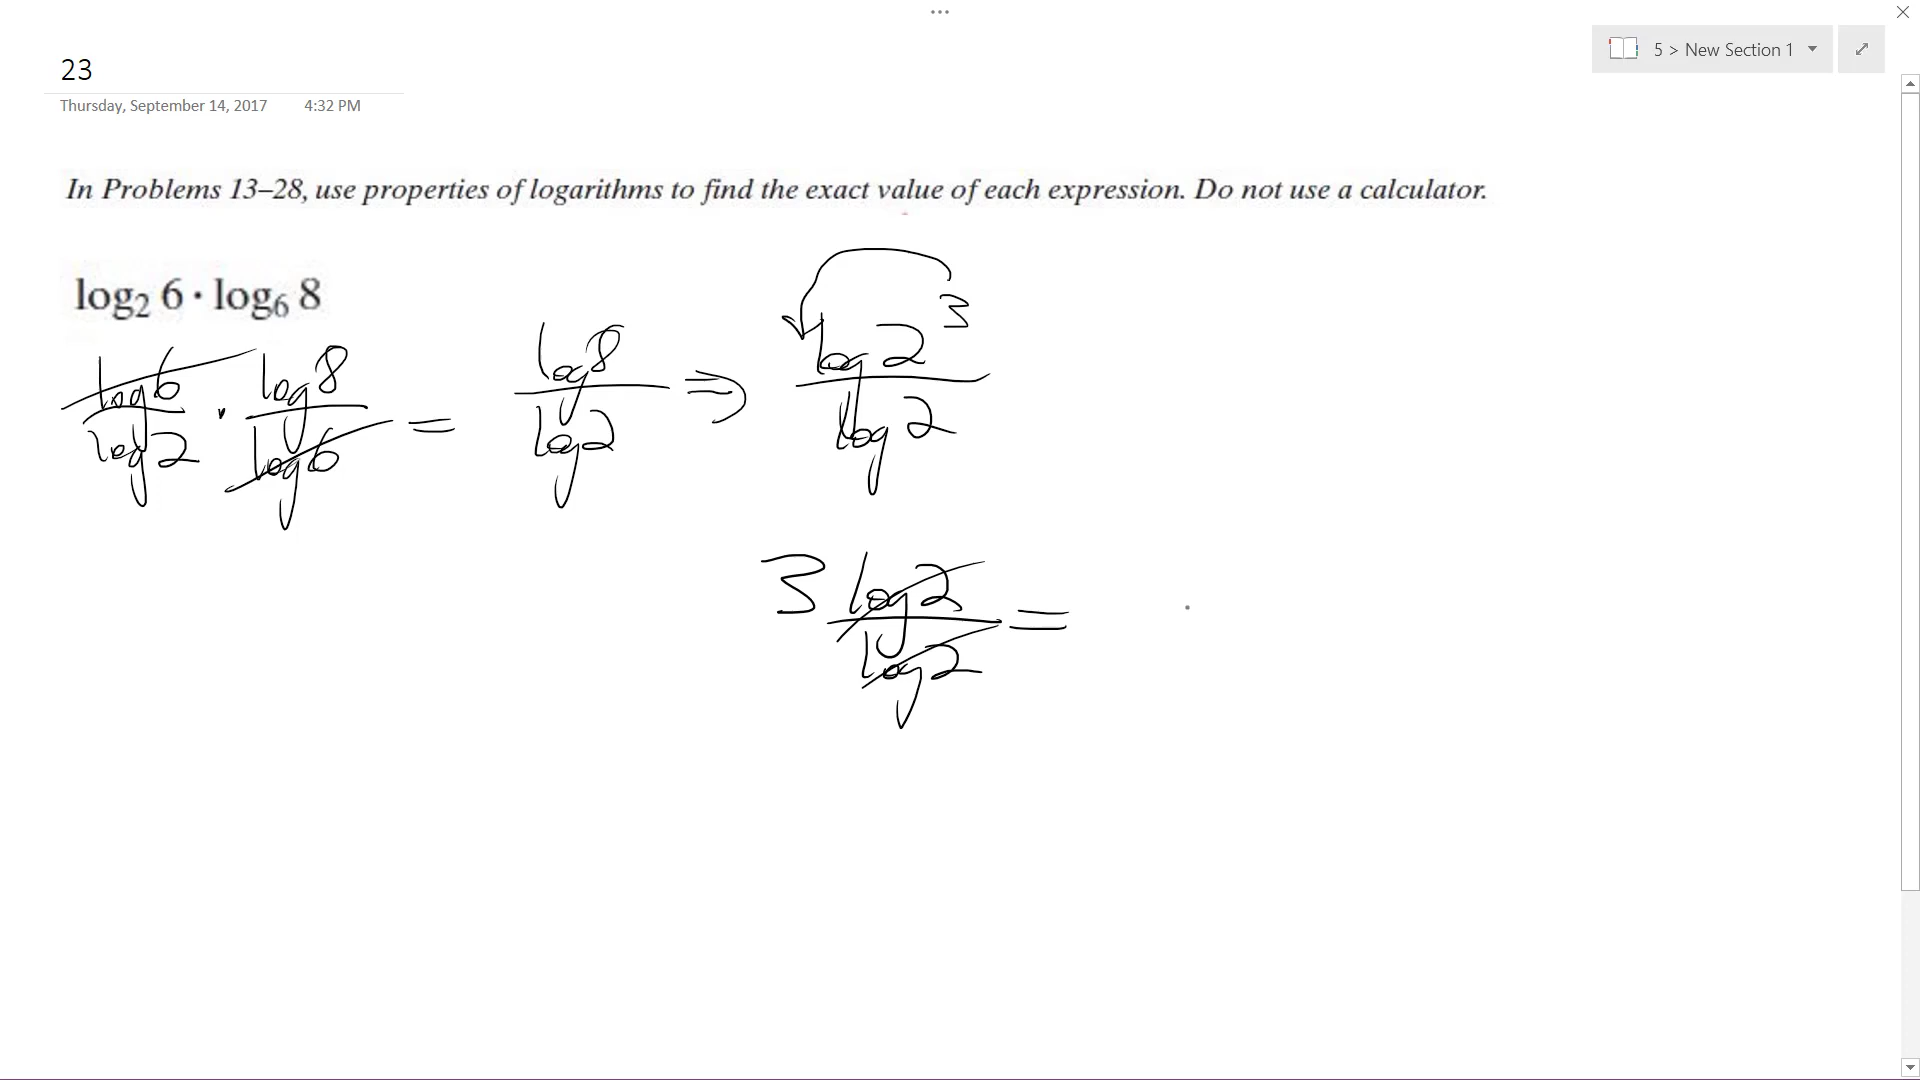 5 > New Section 1
23
Thursday, September 14, 2017 4:32 PM
In Problems 13–28, use properties of logarithms to find the exact value of each expression. Do not use a calculator.
log₂ 6 · log₆ 8
log6/log2 · log8/log6 = log8/log2 ⇒ log2³/log2
3 log2/log2 =